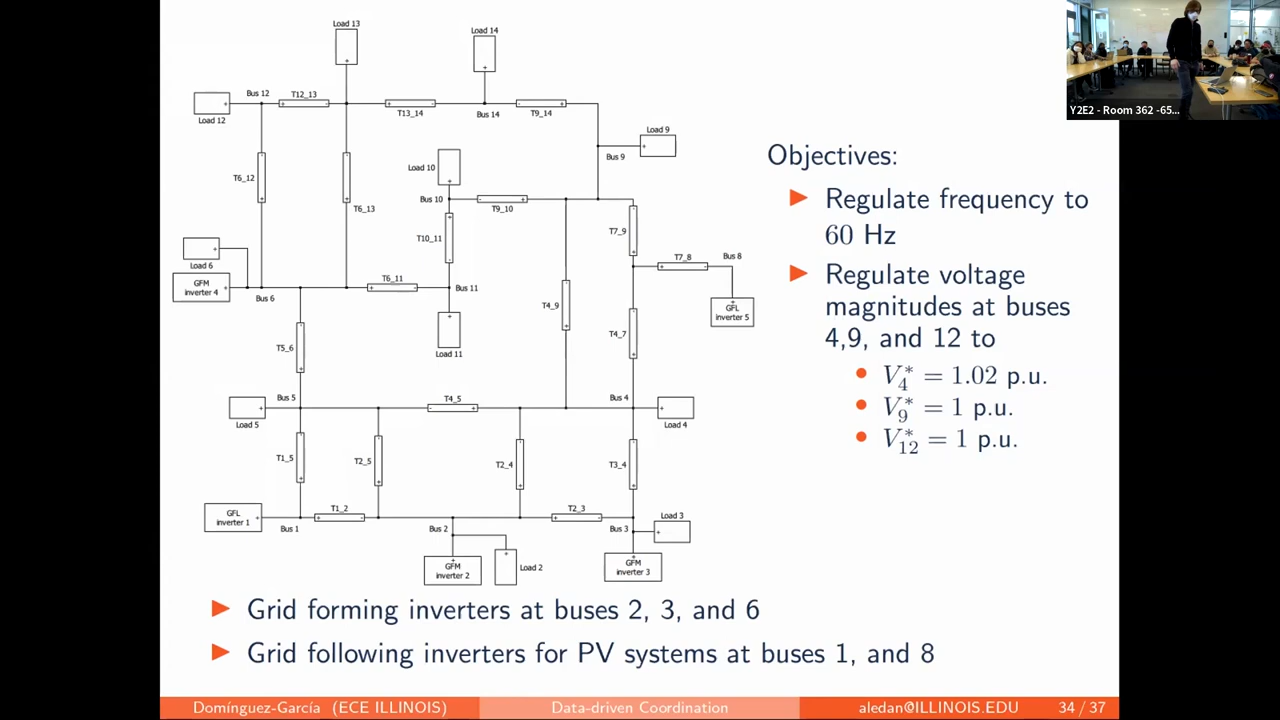 Load 13
Load 14
Bus 12
T12_13
T13_14
Bus 14
T9_14
Load 12
Load 9
Bus 9
Load 10
T6_12
T6_13
Bus 10
T9_10
T10_11
T7_9
T7_8
Bus 8
Load 6
GFM
inverter 4
Bus 6
T6_11
Bus 11
T4_9
GFL
inverter 5
T4_7
T5_6
Load 11
Bus 5
T4_5
Bus 4
Load 5
Load 4
T1_5
T2_5
T2_4
T3_4
GFL
inverter 1
Bus 1
T1_2
Bus 2
T2_3
Bus 3
Load 3
GFM
inverter 2
Load 2
GFM
inverter 3
Objectives:
Regulate frequency to
60 Hz
Regulate voltage
magnitudes at buses
4,9, and 12 to
V₄* = 1.02 p.u.
V₉* = 1 p.u.
V₁₂* = 1 p.u.
Grid forming inverters at buses 2, 3, and 6
Grid following inverters for PV systems at buses 1, and 8
Domínguez-García (ECE ILLINOIS)
Data-driven Coordination
aledan@ILLINOIS.EDU
34 / 37
Y2E2 - Room 362 -65...